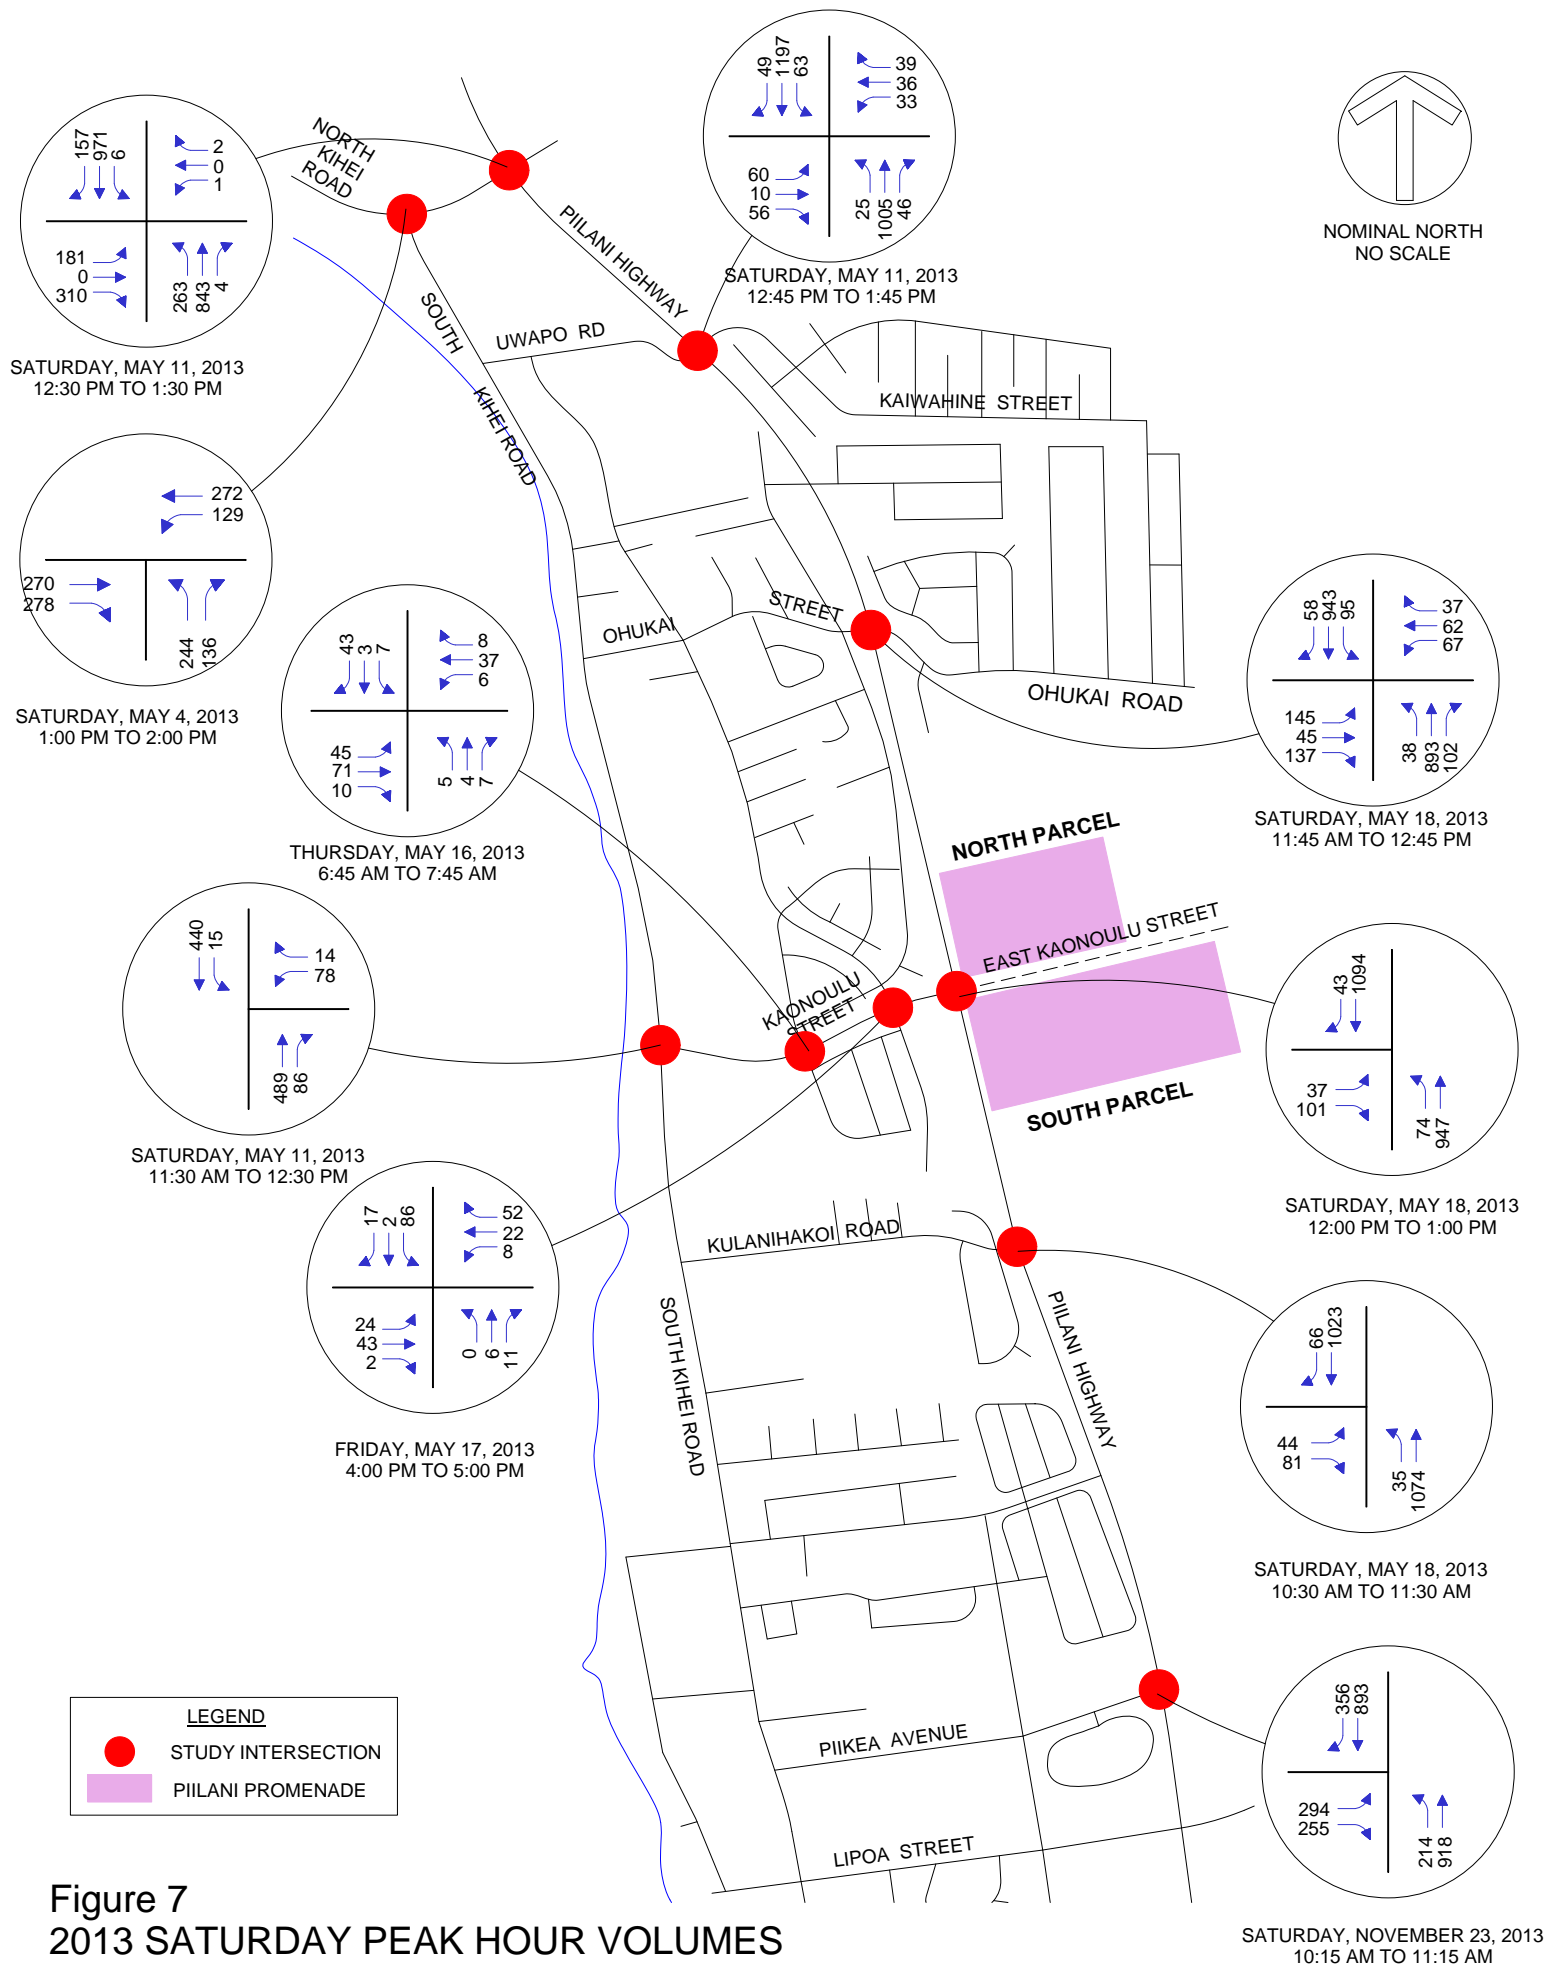 49
1197
63
39
36
33
60
10
56
25
1005
46
SATURDAY, MAY 11, 2013
12:45 PM TO 1:45 PM
NOMINAL NORTH
NO SCALE
157
971
6
2
0
1
181
0
310
263
843
4
SATURDAY, MAY 11, 2013
12:30 PM TO 1:30 PM
NORTH
KIHEI
ROAD
PIILANI HIGHWAY
SOUTH
KIHEI ROAD
UWAPO RD
KAIWAHINE STREET
272
129
270
278
244
136
SATURDAY, MAY 4, 2013
1:00 PM TO 2:00 PM
OHUKAI
STREET
OHUKAI ROAD
58
943
95
37
62
67
145
45
137
38
893
102
SATURDAY, MAY 18, 2013
11:45 AM TO 12:45 PM
43
3
7
8
37
6
45
71
10
5
4
7
THURSDAY, MAY 16, 2013
6:45 AM TO 7:45 AM
NORTH PARCEL
EAST KAONOULU STREET
SOUTH PARCEL
KAONOULU
STREET
440
15
14
78
489
86
SATURDAY, MAY 11, 2013
11:30 AM TO 12:30 PM
43
1094
37
101
74
947
SATURDAY, MAY 18, 2013
12:00 PM TO 1:00 PM
17
2
86
52
22
8
24
43
2
0
6
11
FRIDAY, MAY 17, 2013
4:00 PM TO 5:00 PM
KULANIHAKOI ROAD
SOUTH KIHEI ROAD
PIILANI HIGHWAY
66
1023
44
81
35
1074
SATURDAY, MAY 18, 2013
10:30 AM TO 11:30 AM
356
893
294
255
214
918
SATURDAY, NOVEMBER 23, 2013
10:15 AM TO 11:15 AM
PIIKEA AVENUE
LIPOA STREET
LEGEND
STUDY INTERSECTION
PIILANI PROMENADE
Figure 7
2013 SATURDAY PEAK HOUR VOLUMES